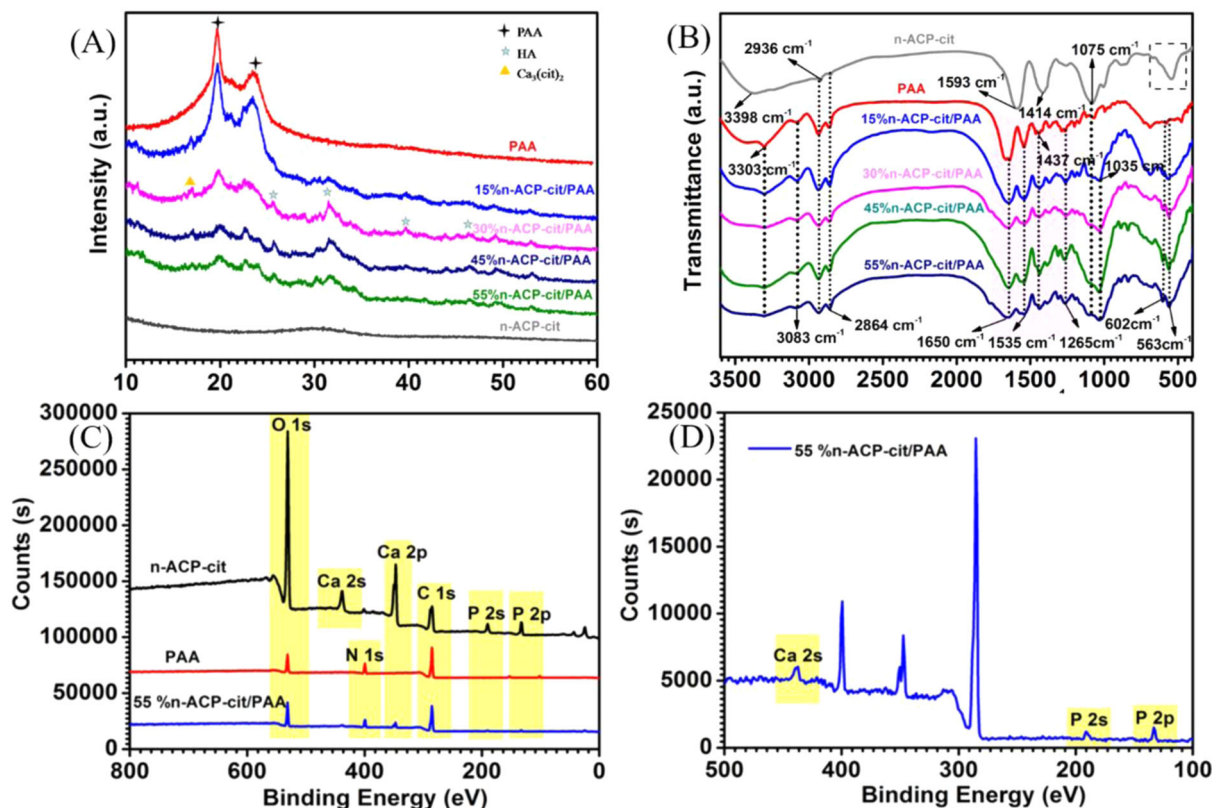 (A)
PAA
HA
Ca₃(cit)₂
PAA
15%n-ACP-cit/PAA
30%n-ACP-cit/PAA
45%n-ACP-cit/PAA
55%n-ACP-cit/PAA
n-ACP-cit
Intensity (a.u.)
10 20 30 40 50 60
(B)
n-ACP-cit
2936 cm⁻¹
1075 cm⁻¹
1593 cm⁻¹
3398 cm⁻¹
PAA
1414 cm⁻¹
15%n-ACP-cit/PAA
3303 cm⁻¹
1437 cm⁻¹
1035 cm⁻¹
30%n-ACP-cit/PAA
45%n-ACP-cit/PAA
55%n-ACP-cit/PAA
3083 cm⁻¹
2864 cm⁻¹
1650 cm⁻¹
1535 cm⁻¹
1265cm⁻¹
602cm⁻¹
563cm⁻¹
Transmittance (a.u.)
3500 3000 2500 2000 1500 1000 500
(C)
300000
250000
200000
150000
100000
50000
0
Counts (s)
O 1s
n-ACP-cit
Ca 2s
Ca 2p
C 1s
P 2s
P 2p
PAA
N 1s
55 %n-ACP-cit/PAA
800 600 400 200 0
Binding Energy (eV)
(D)
25000
20000
15000
10000
5000
0
Counts (s)
55 %n-ACP-cit/PAA
Ca 2s
P 2s
P 2p
500 400 300 200 100
Binding Energy (eV)